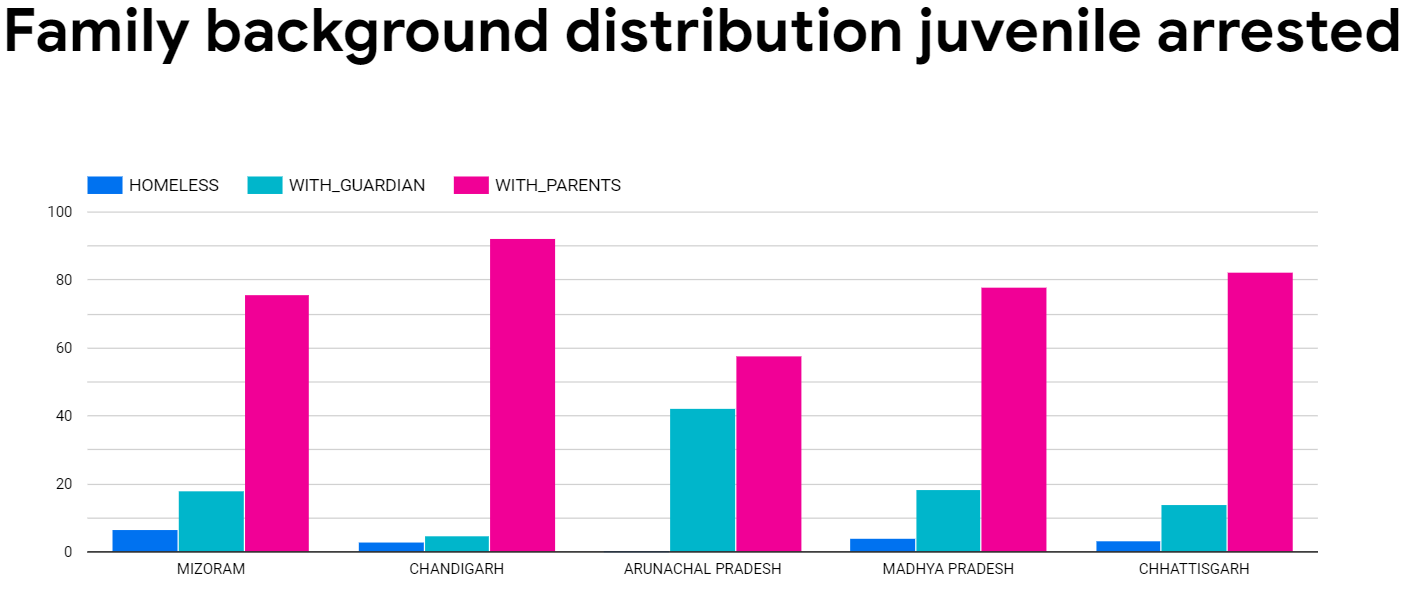 Family background distribution juvenile arrested
HOMELESS WITH_GUARDIAN WITH_PARENTS
100
80
60
40
20
0
MIZORAM CHANDIGARH ARUNACHAL PRADESH MADHYA PRADESH CHHATTISGARH